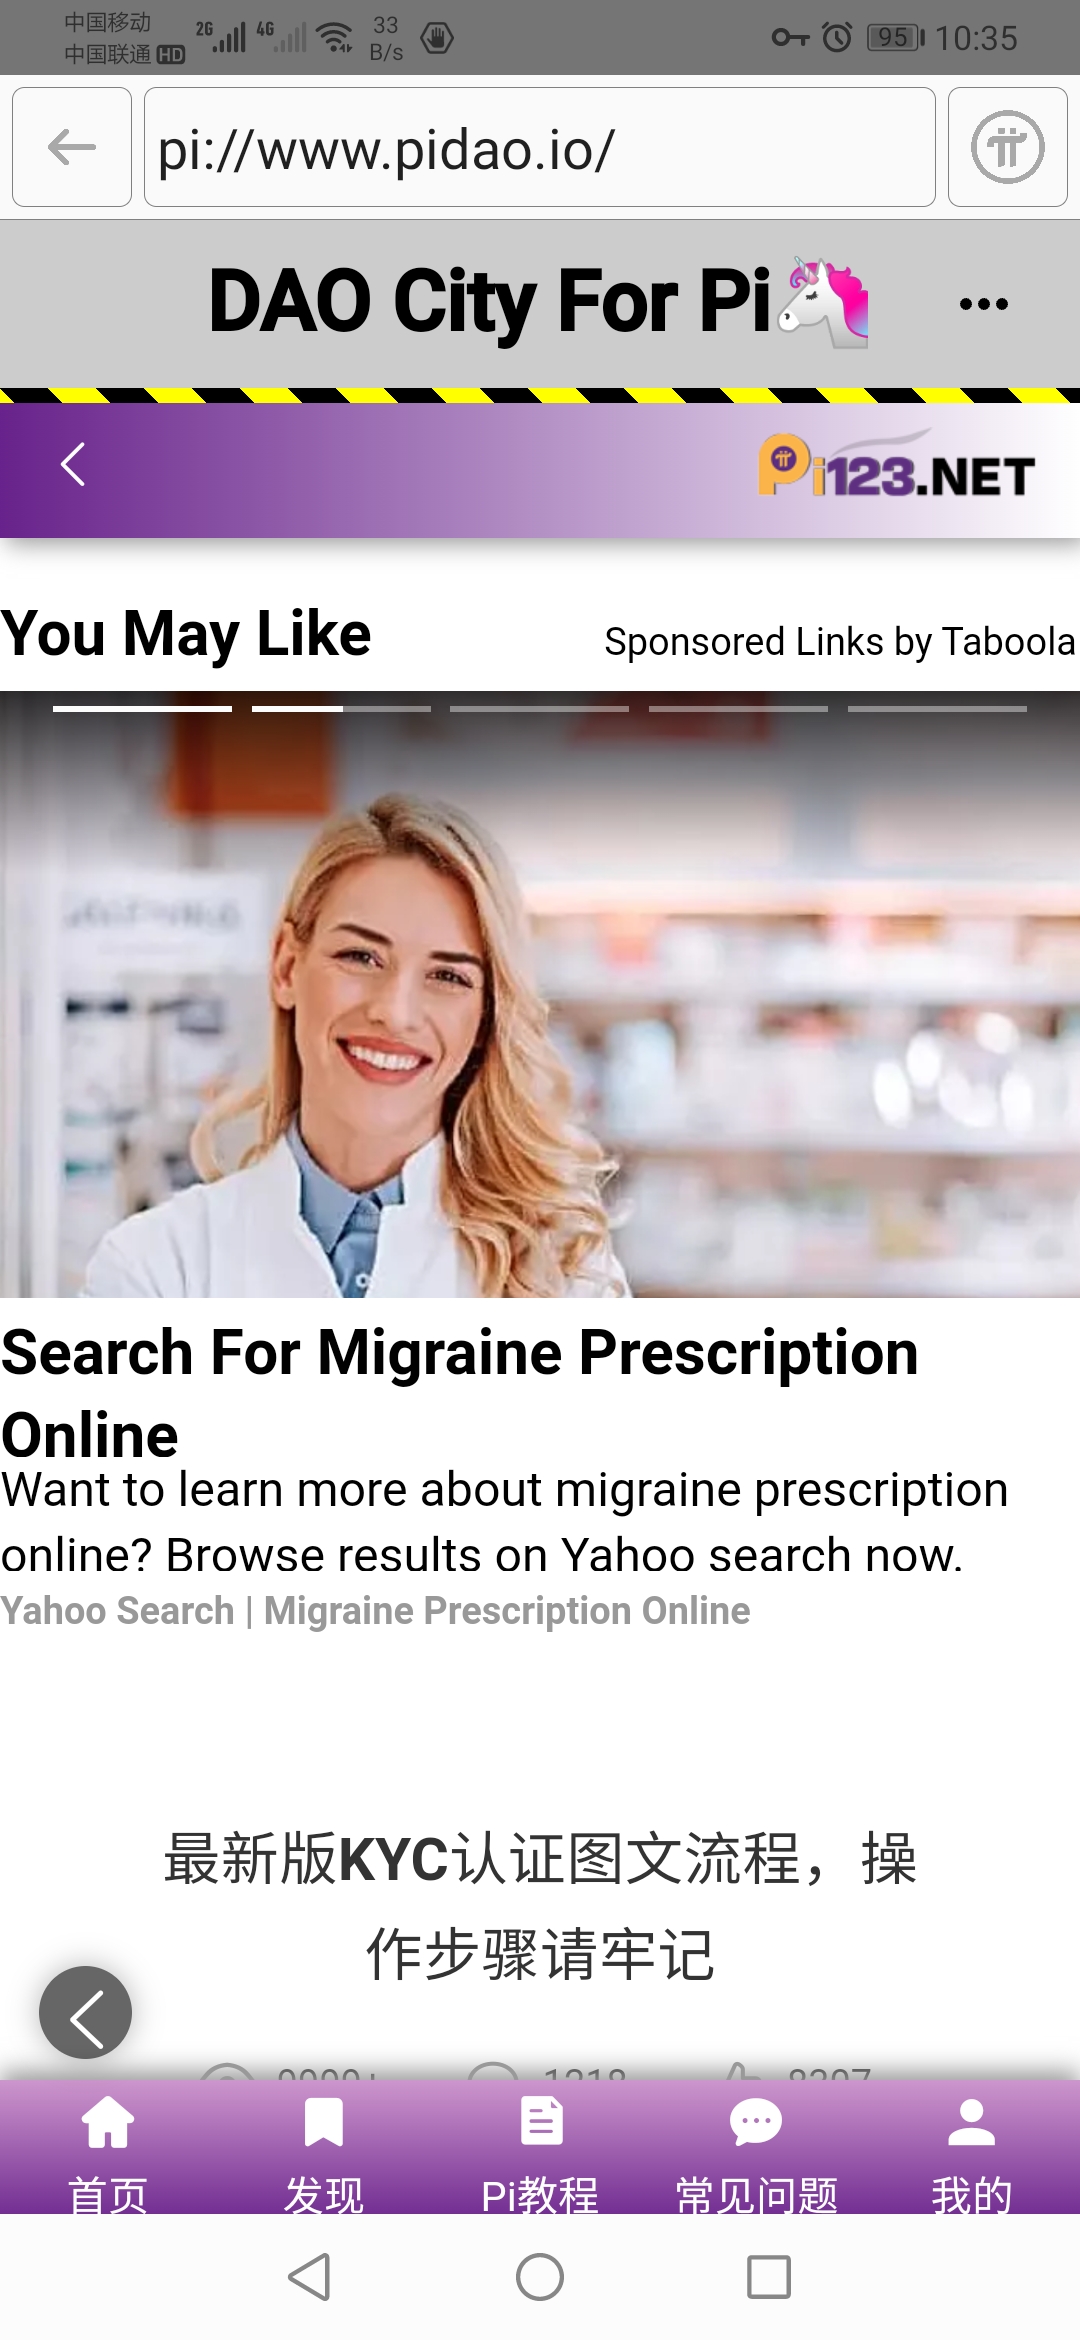 中国移动
中国联通 HD
2G
4G
33
B/s
95
10:35
pi://www.pidao.io/
DAO City For Pi🦄
Pi123.NET
You May Like
Sponsored Links by Taboola
Search For Migraine Prescription
Online
Want to learn more about migraine prescription
online? Browse results on Yahoo search now.
Yahoo Search | Migraine Prescription Online
最新版KYC认证图文流程，操
作步骤请牢记
首页
发现
Pi教程
常见问题
我的